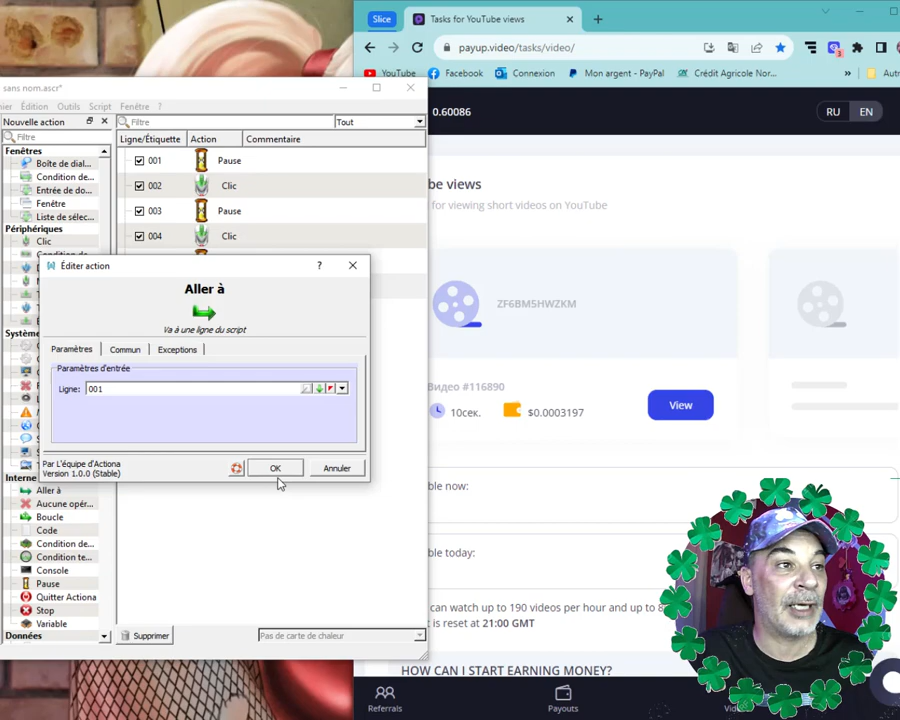 Slice
Tasks for YouTube views
payup.video/tasks/video/
3
YouTube
Facebook
Connexion
Mon argent - PayPal
Crédit Agricole Nor...
»
Autr
0.60086
RU
EN
be views
for viewing short videos on YouTube
ZF6BM5HWZKM
Видео #116890
10сек.
$0.0003197
View
ble now:
ble today:
can watch up to 190 videos per hour and up to 8
is reset at 21:00 GMT
HOW CAN I START EARNING MONEY?
Referrals
Payouts
sans nom.ascr*
hier
Édition
Outils
Script
Fenêtre
?
Nouvelle action
Filtre
Fenêtres
Boîte de dial...
Condition de...
Entrée de do...
Fenêtre
Liste de sélec...
Périphériques
Clic
Systèm
Interne
Aller à
Aucune opér...
Boucle
Code
Condition de...
Condition te...
Console
Pause
Quitter Actiona
Stop
Variable
Données
Filtre
Tout
Ligne/Étiquette
Action
Commentaire
001
Pause
002
Clic
003
Pause
004
Clic
Supprimer
Pas de carte de chaleur
Éditer action
?
Aller à
Va à une ligne du script
Paramètres
Commun
Exceptions
Paramètres d'entrée
Ligne:
001
Par L'équipe d'Actiona
Version 1.0.0 (Stable)
OK
Annuler